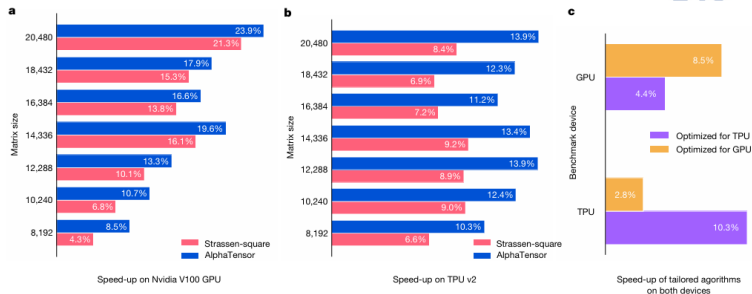 a
Matrix size
20,480
23.9%
21.3%
18,432
17.9%
15.3%
16,384
16.6%
13.8%
14,336
19.6%
16.1%
12,288
13.3%
10.1%
10,240
10.7%
6.8%
8,192
8.5%
4.3%
Strassen-square
AlphaTensor
Speed-up on Nvidia V100 GPU
b
Matrix size
20,480
13.9%
8.4%
18,432
12.3%
6.9%
16,384
11.2%
7.2%
14,336
13.4%
9.2%
12,288
13.9%
8.9%
10,240
12.4%
9.0%
8,192
10.3%
6.6%
Strassen-square
AlphaTensor
Speed-up on TPU v2
c
Benchmark device
GPU
8.5%
4.4%
Optimized for TPU
Optimized for GPU
TPU
2.8%
10.3%
Speed-up of tailored agorithms
on both devices